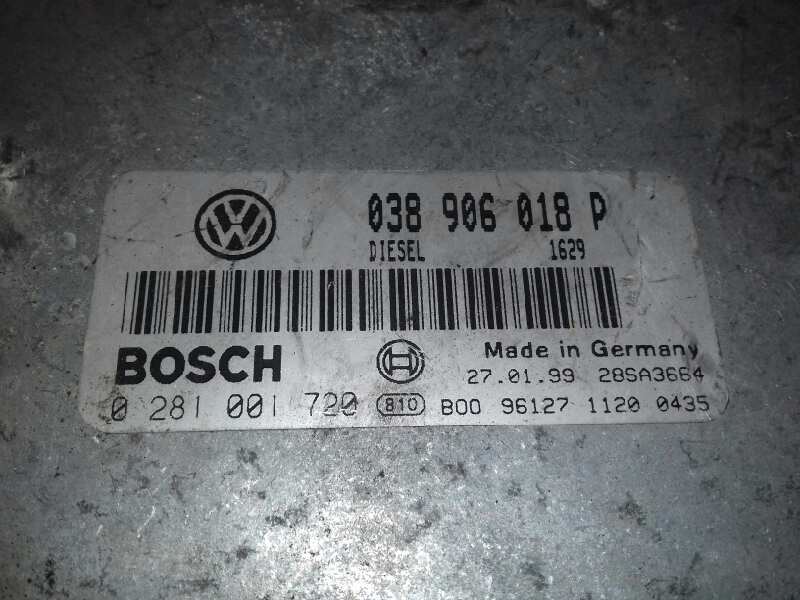 VW
038 906 018 P
DIESEL 1629
BOSCH
Made in Germany
27.01.99 28SA3664
0 281 001 720 810 B00 96127 1120 0435